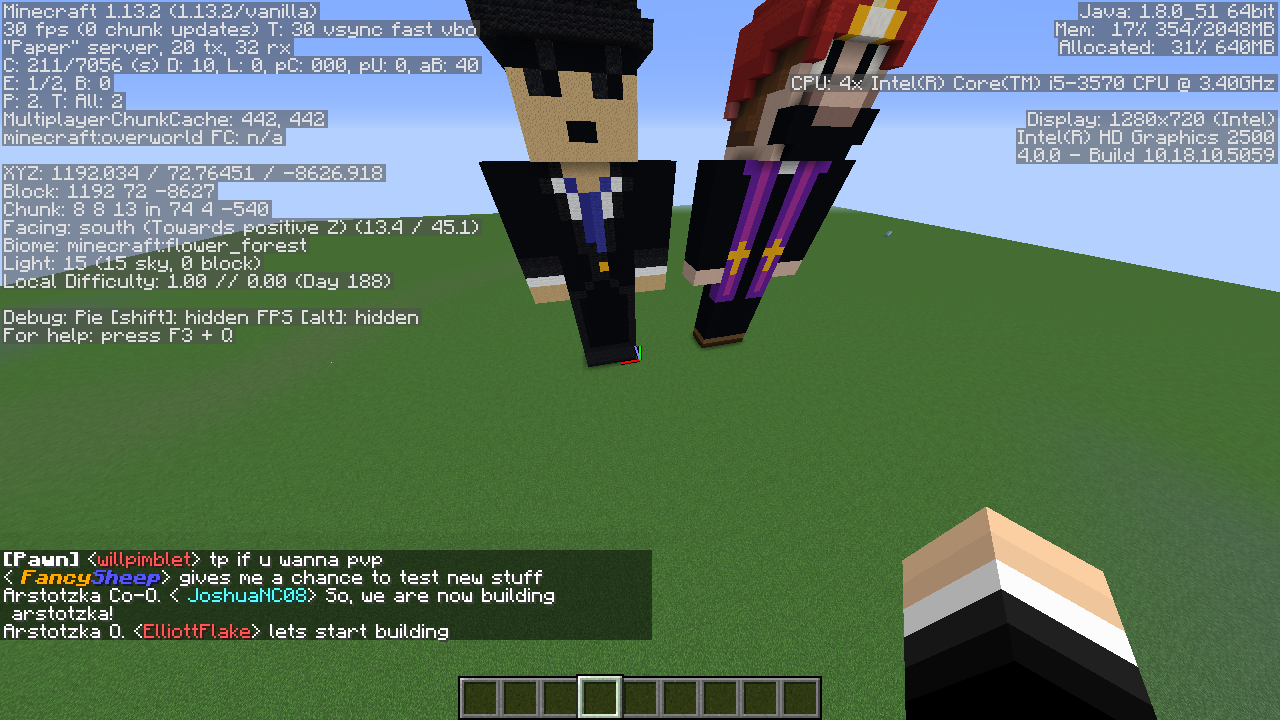 Minecraft 1.13.2 (1.13.2/vanilla)
30 fps (0 chunk updates) T: 30 vsync fast vbo
"Paper" server, 20 tx, 32 rx
C: 211/7056 (s) D: 10, L: 0, pC: 000, pU: 0, aB: 40
E: 1/2, B: 0
P: 2. T: All: 2
MultiplayerChunkCache: 442, 442
minecraft:overworld FC: n/a
XYZ: 1192.034 / 72.76451 / -8626.918
Block: 1192 72 -8627
Chunk: 8 8 13 in 74 4 -540
Facing: south (Towards positive Z) (13.4 / 45.1)
Biome: minecraft:flower_forest
Light: 15 (15 sky, 0 block)
Local Difficulty: 1.00 // 0.00 (Day 188)
Debug: Pie [shift]: hidden FPS [alt]: hidden
For help: press F3 + Q
Java: 1.8.0_51 64bit
Mem: 17% 354/2048MB
Allocated: 31% 640MB
CPU: 4x Intel(R) Core(TM) i5-3570 CPU @ 3.40GHz
Display: 1280x720 (Intel)
Intel(R) HD Graphics 2500
4.0.0 - Build 10.18.10.5059
[Pawn] <willpimblet> tp if u wanna pvp
< FancySheep> gives me a chance to test new stuff
Arstotzka Co-O. < JoshuaNC08> So, we are now building
arstotzka!
Arstotzka O. <ElliottFlake> lets start building